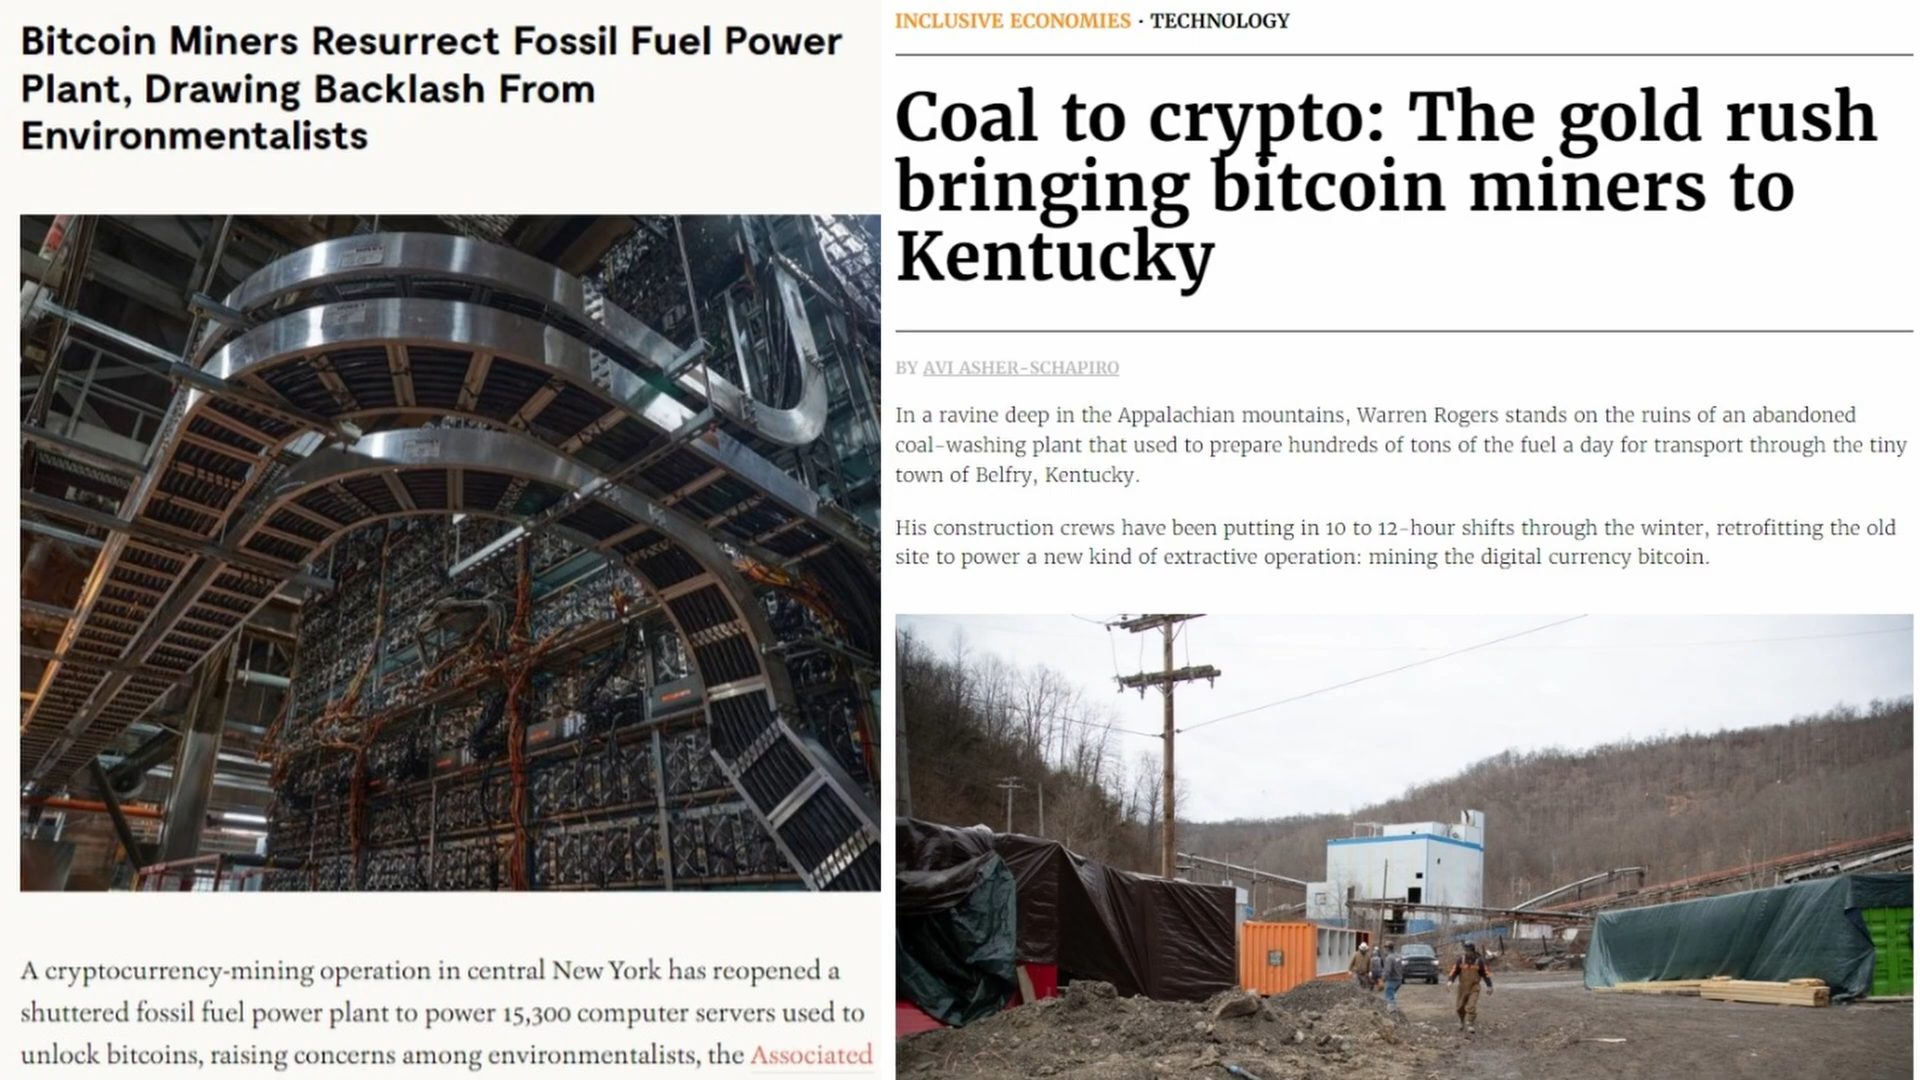 Bitcoin Miners Resurrect Fossil Fuel Power
Plant, Drawing Backlash From
Environmentalists
A cryptocurrency-mining operation in central New York has reopened a
shuttered fossil fuel power plant to power 15,300 computer servers used to
unlock bitcoins, raising concerns among environmentalists, the Associated
INCLUSIVE ECONOMIES · TECHNOLOGY
Coal to crypto: The gold rush
bringing bitcoin miners to
Kentucky
BY AVI ASHER-SCHAPIRO
In a ravine deep in the Appalachian mountains, Warren Rogers stands on the ruins of an abandoned
coal-washing plant that used to prepare hundreds of tons of the fuel a day for transport through the tiny
town of Belfry, Kentucky.
His construction crews have been putting in 10 to 12-hour shifts through the winter, retrofitting the old
site to power a new kind of extractive operation: mining the digital currency bitcoin.